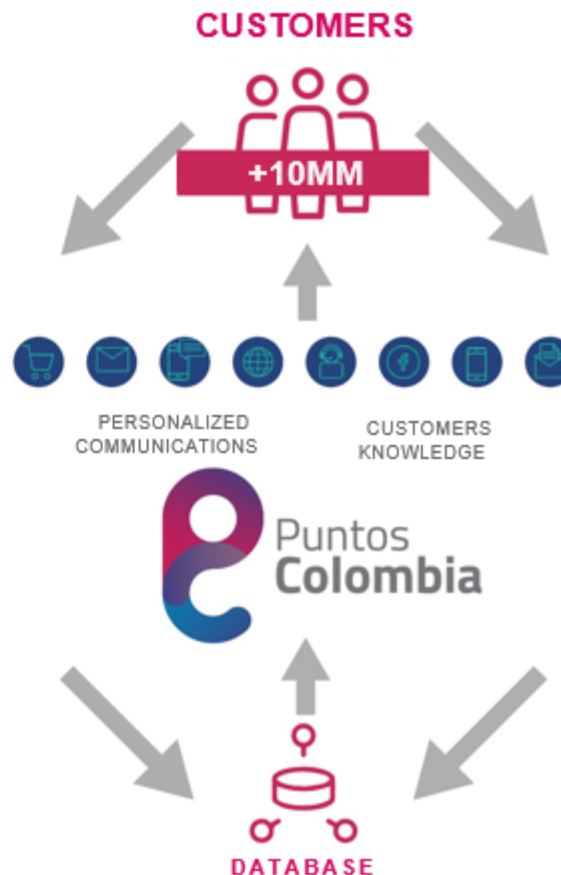 CUSTOMERS
+10MM
PERSONALIZED
COMMUNICATIONS
CUSTOMERS
KNOWLEDGE
Puntos
Colombia
DATABASE